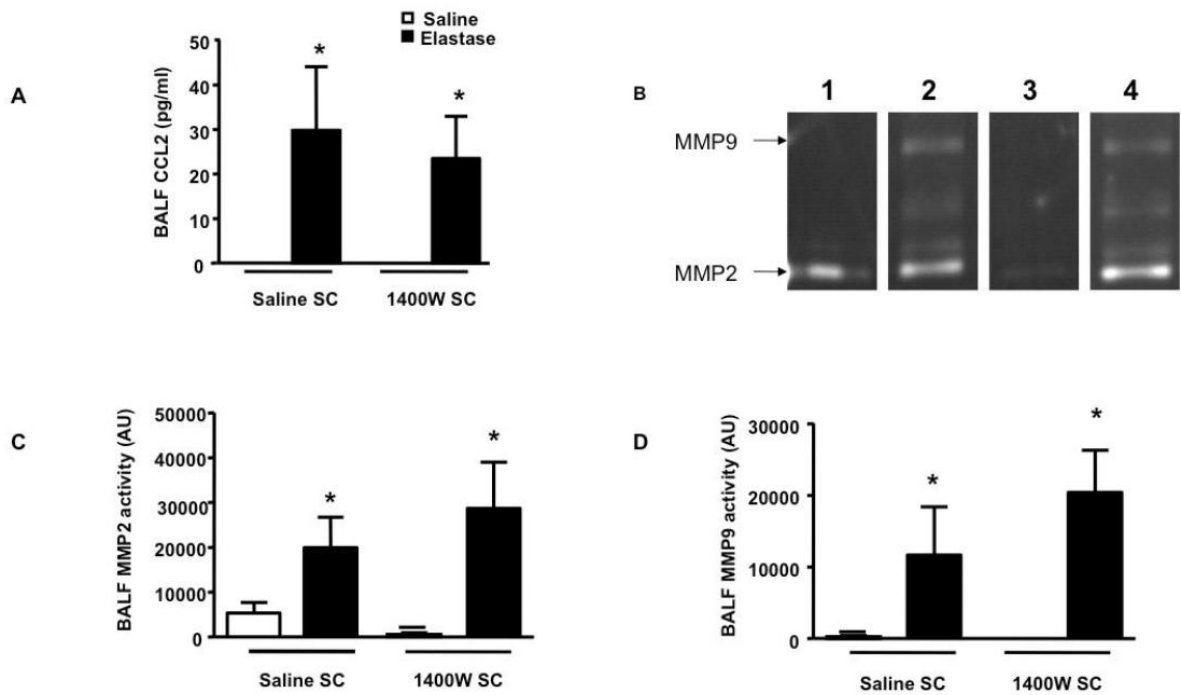 Saline
Elastase
A
BALF CCL2 (pg/ml)
50
40
30
20
10
0
*
*
Saline SC
1400W SC
B
1 2 3 4
MMP9
MMP2
C
BALF MMP2 activity (AU)
50000
40000
30000
20000
10000
0
*
*
Saline SC
1400W SC
D
BALF MMP9 activity (AU)
30000
20000
10000
0
*
*
Saline SC
1400W SC